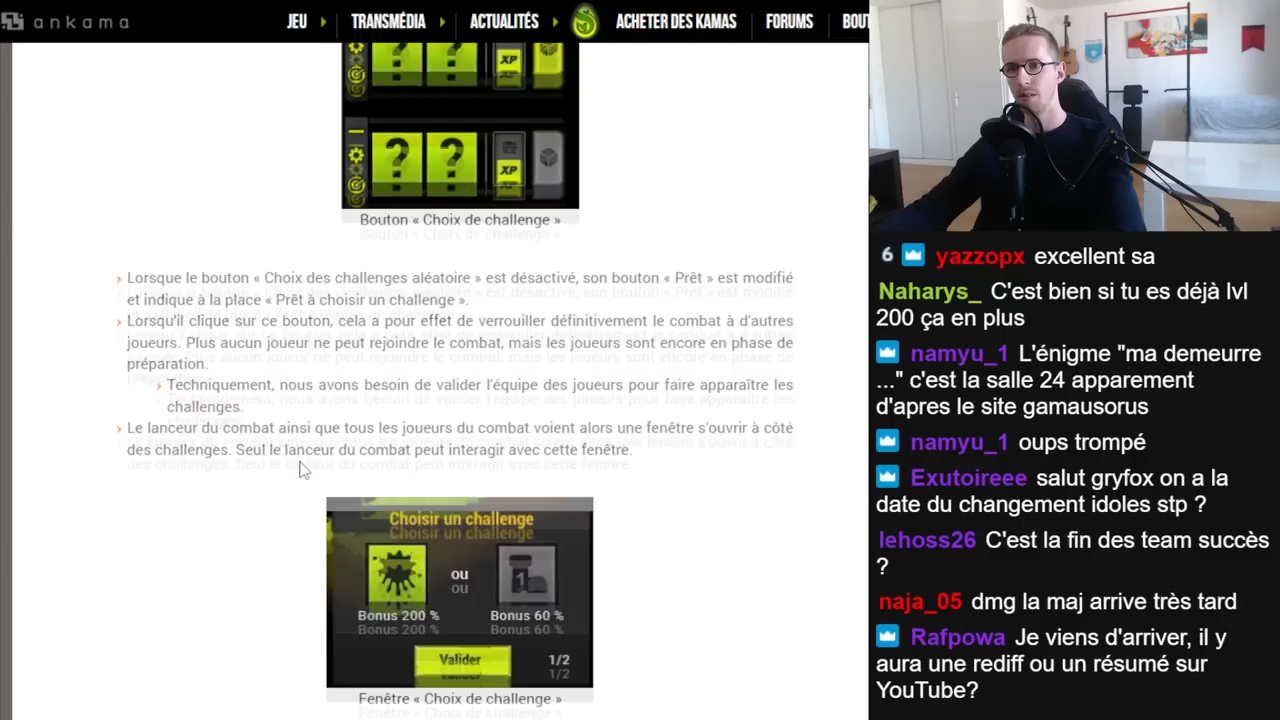 ankama
JEU
TRANSMÉDIA
ACTUALITÉS
ACHETER DES KAMAS
FORUMS
BOUT
? ? XP
? ? XP
Bouton « Choix de challenge »
Lorsque le bouton « Choix des challenges aléatoire » est désactivé, son bouton « Prêt » est modifié
et indique à la place « Prêt à choisir un challenge ».
Lorsqu'il clique sur ce bouton, cela a pour effet de verrouiller définitivement le combat à d'autres
joueurs. Plus aucun joueur ne peut rejoindre le combat, mais les joueurs sont encore en phase de
préparation.
Techniquement, nous avons besoin de valider l'équipe des joueurs pour faire apparaître les
challenges.
Le lanceur du combat ainsi que tous les joueurs du combat voient alors une fenêtre s'ouvrir à côté
des challenges. Seul le lanceur du combat peut interagir avec cette fenêtre.
Choisir un challenge
ou
1
Bonus 200 %
Bonus 60 %
Valider
1/2
Fenêtre « Choix de challenge »
6 yazzopx excellent sa
Naharys_ C'est bien si tu es déjà lvl
200 ça en plus
namyu_1 L'énigme "ma demeurre
..." c'est la salle 24 apparement
d'apres le site gamausorus
namyu_1 oups trompé
Exutoireee salut gryfox on a la
date du changement idoles stp ?
lehoss26 C'est la fin des team succès
?
naja_05 dmg la maj arrive très tard
Rafpowa Je viens d'arriver, il y
aura une rediff ou un résumé sur
YouTube?